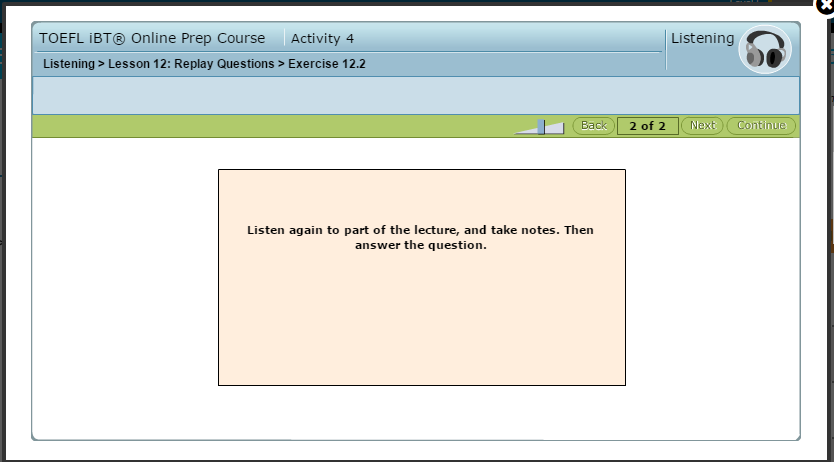 TOEFL iBT® Online Prep Course Activity 4 Listening
Listening > Lesson 12: Replay Questions > Exercise 12.2
Back 2 of 2 Next Continue
Listen again to part of the lecture, and take notes. Then
answer the question.